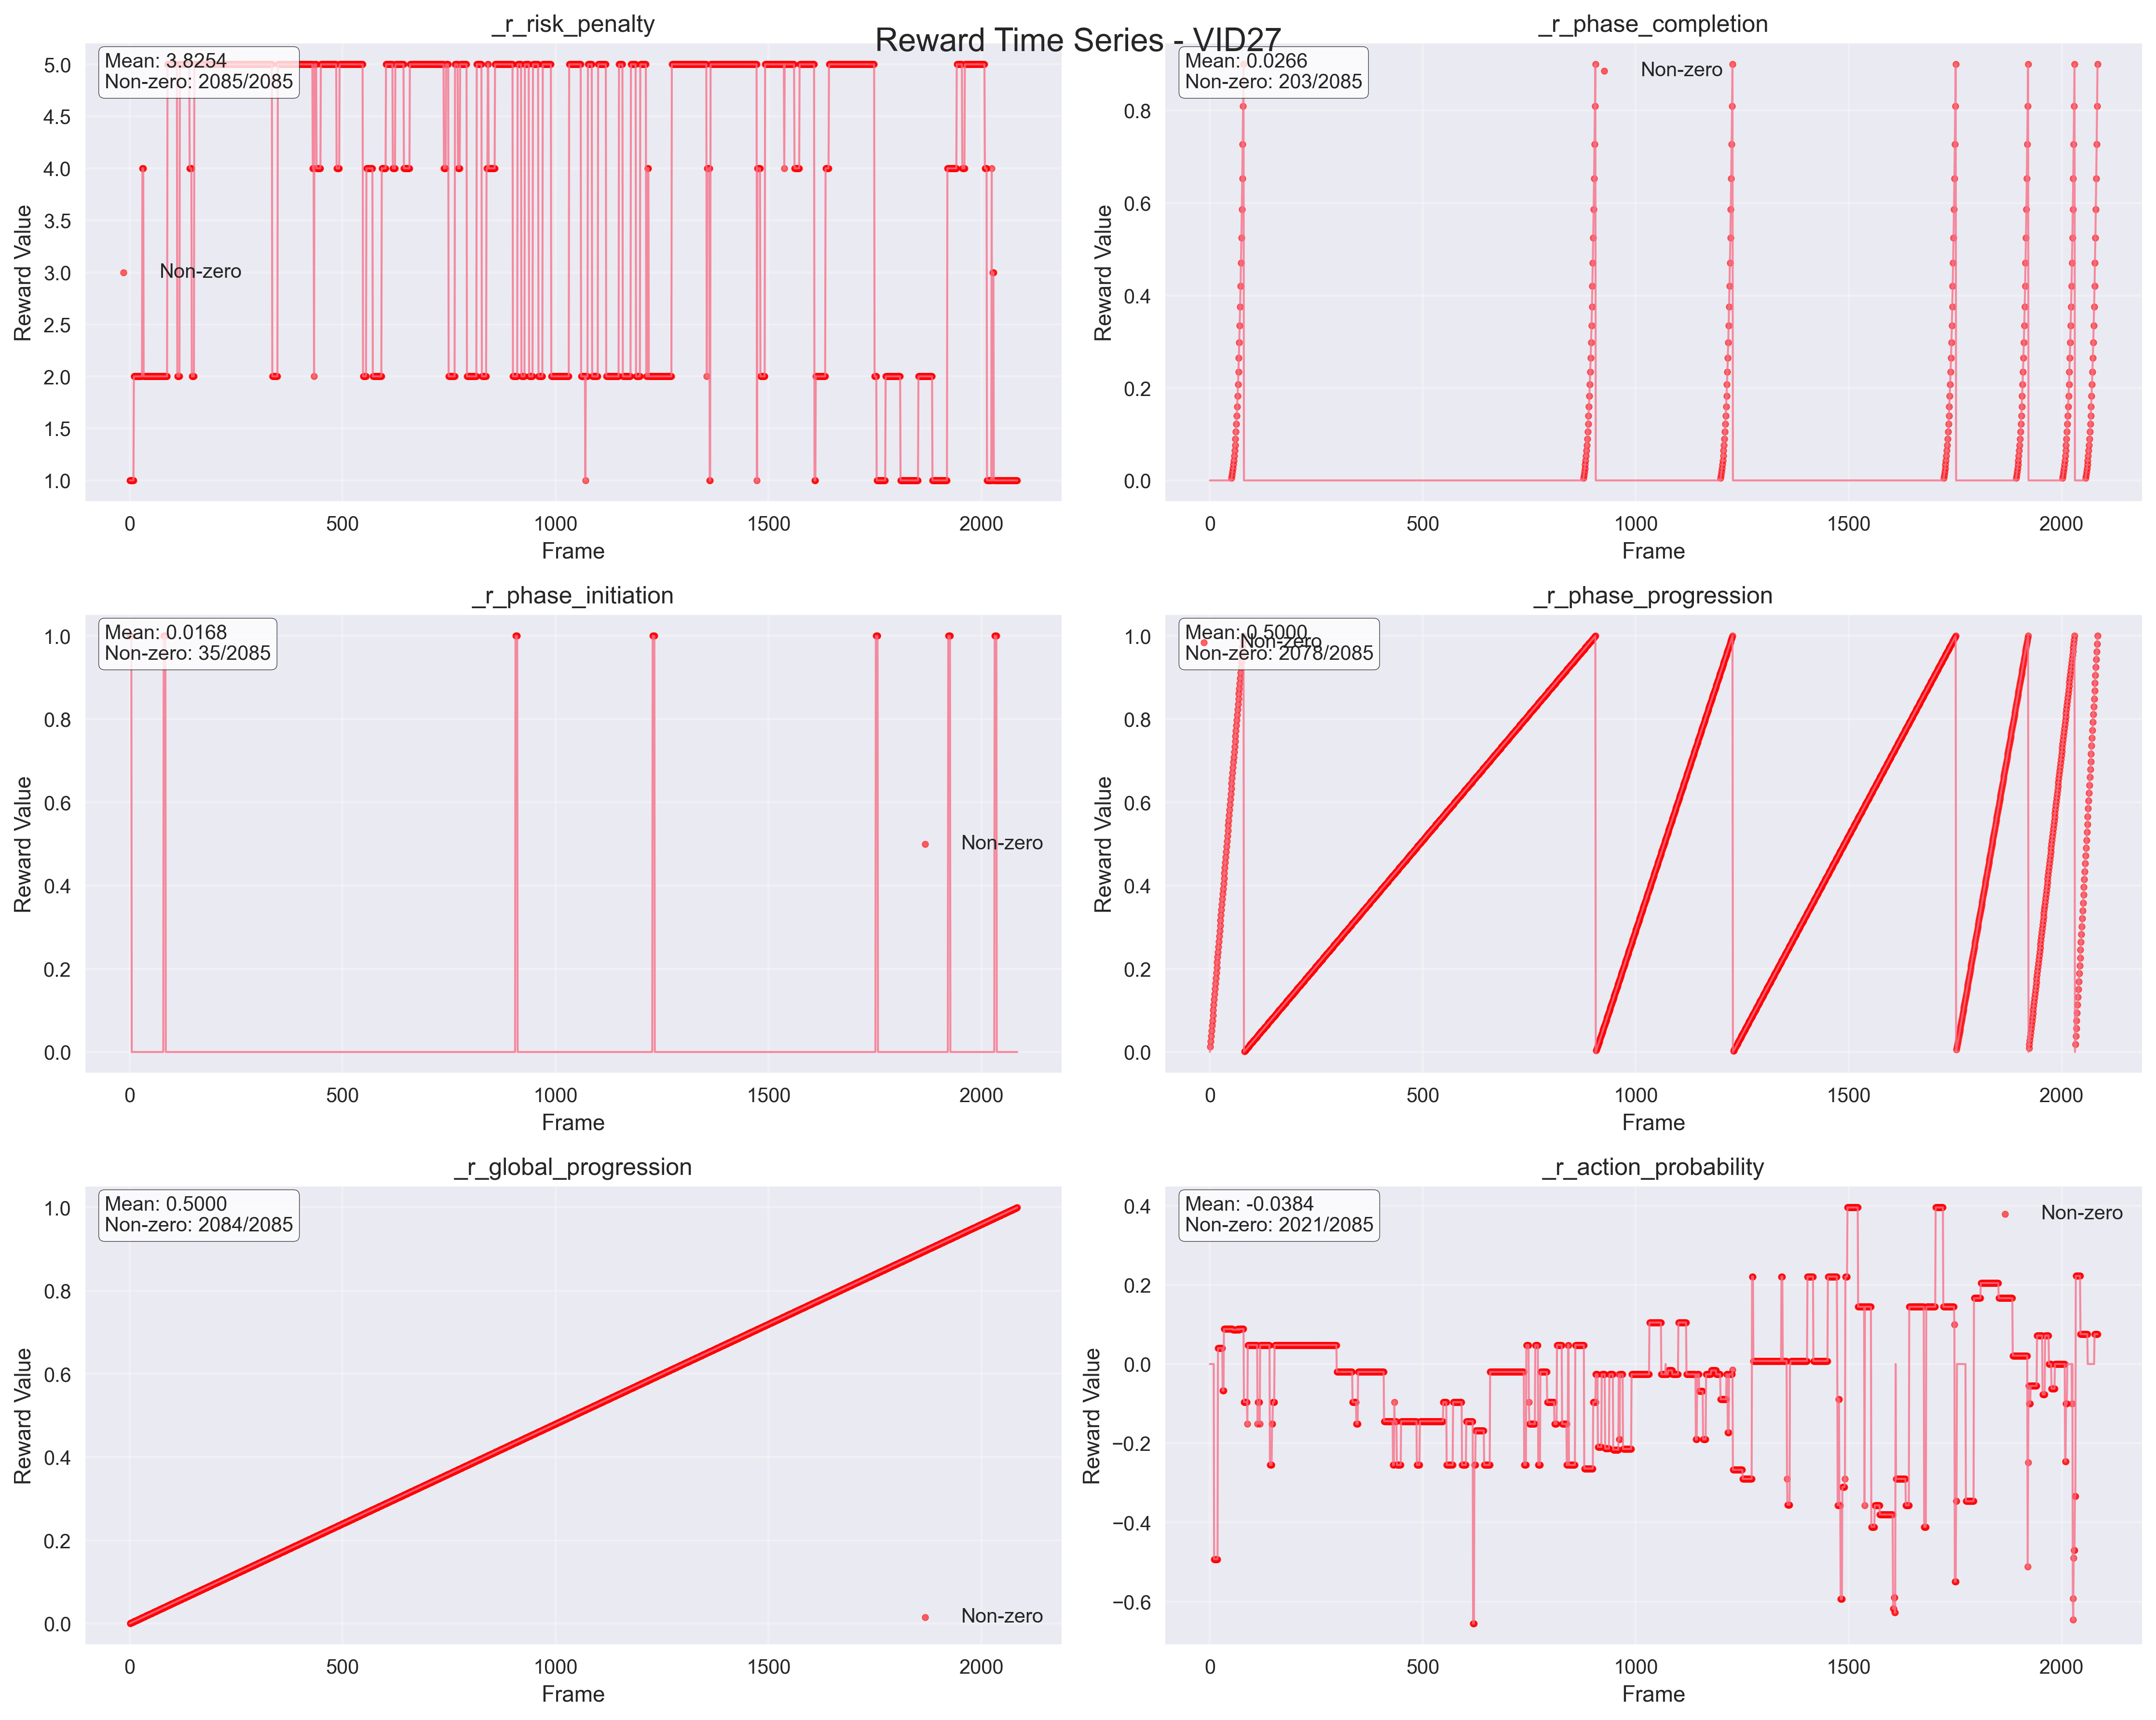 Reward Time Series - VID27
_r_risk_penalty
Mean: 3.8254
Non-zero: 2085/2085
Non-zero
Reward Value
5.0
4.5
4.0
3.5
3.0
2.5
2.0
1.5
1.0
0
500
1000
1500
2000
Frame
_r_phase_completion
Mean: 0.0266
Non-zero: 203/2085
Non-zero
Reward Value
0.8
0.6
0.4
0.2
0.0
0
500
1000
1500
2000
Frame
_r_phase_initiation
Mean: 0.0168
Non-zero: 35/2085
Non-zero
Reward Value
1.0
0.8
0.6
0.4
0.2
0.0
0
500
1000
1500
2000
Frame
_r_phase_progression
Mean: 0.5000
Non-zero: 2078/2085
Non-zero
Reward Value
1.0
0.8
0.6
0.4
0.2
0.0
0
500
1000
1500
2000
Frame
_r_global_progression
Mean: 0.5000
Non-zero: 2084/2085
Non-zero
Reward Value
1.0
0.8
0.6
0.4
0.2
0.0
0
500
1000
1500
2000
Frame
_r_action_probability
Mean: -0.0384
Non-zero: 2021/2085
Non-zero
Reward Value
0.4
0.2
0.0
−0.2
−0.4
−0.6
0
500
1000
1500
2000
Frame